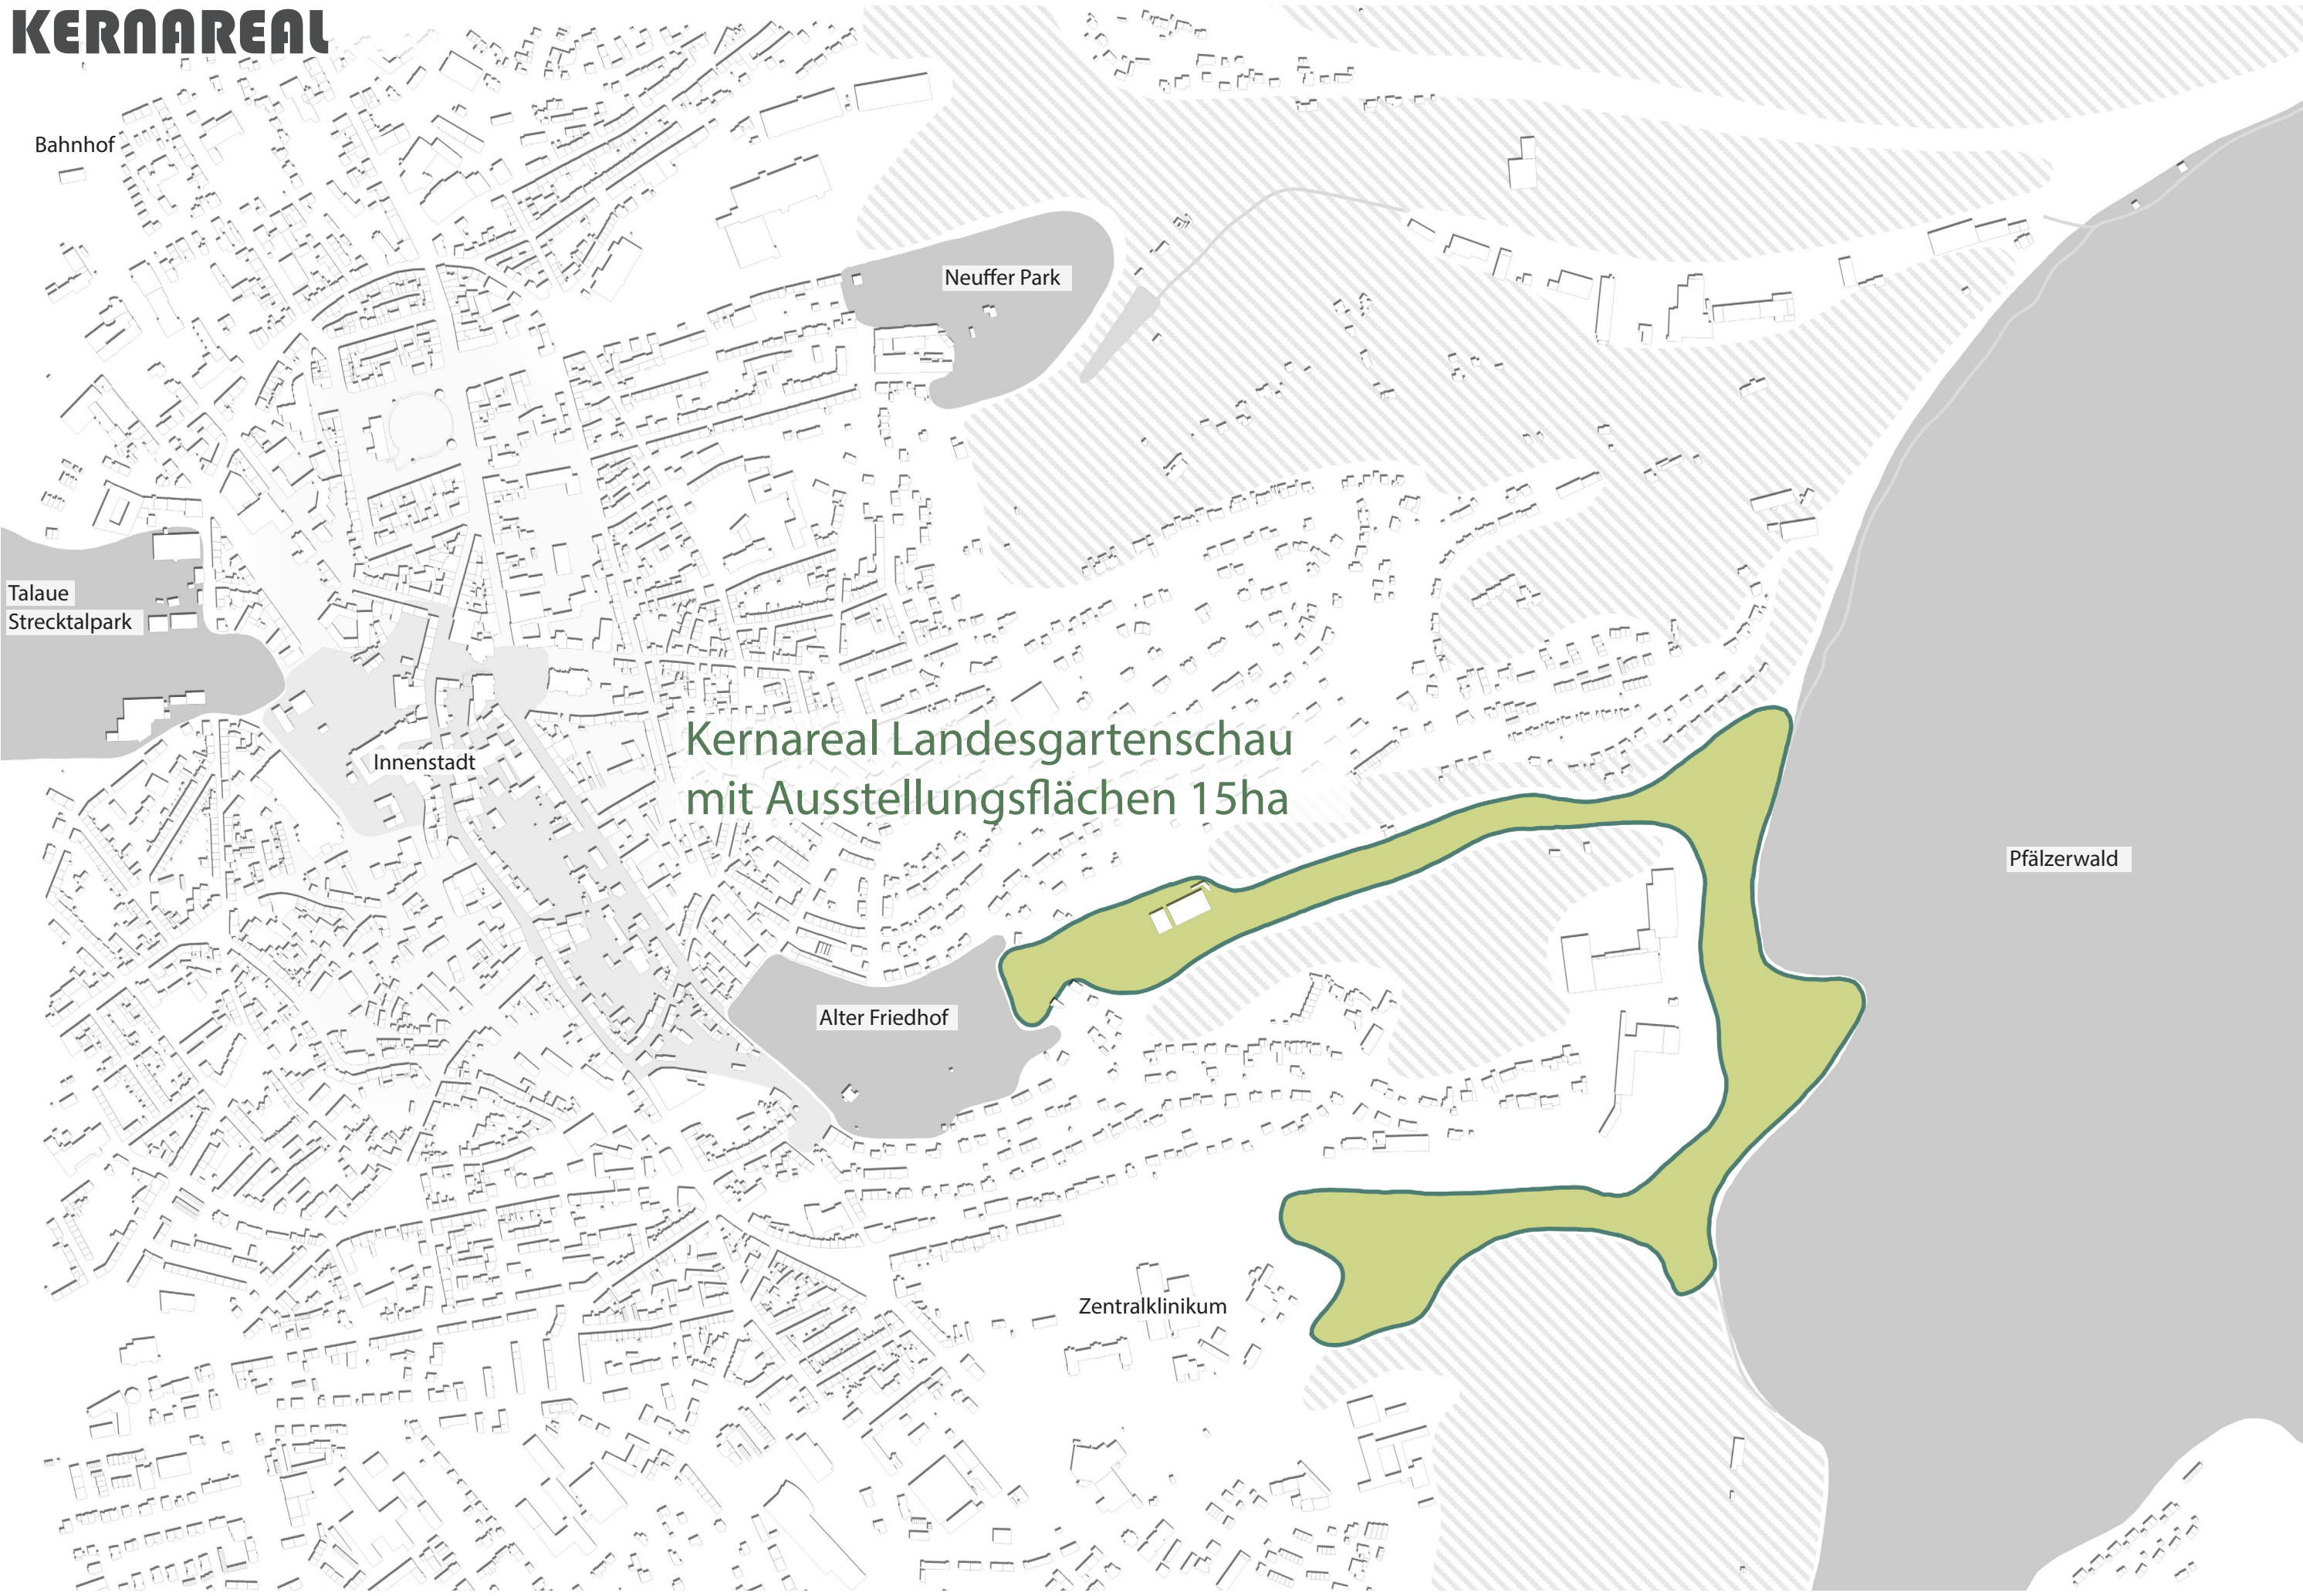 KERNAREAL
Bahnhof
Neuffer Park
Talaue
Strecktalpark
Kernareal Landesgartenschau
mit Ausstellungsflächen 15ha
Innenstadt
Pfälzerwald
Alter Friedhof
Zentralklinikum